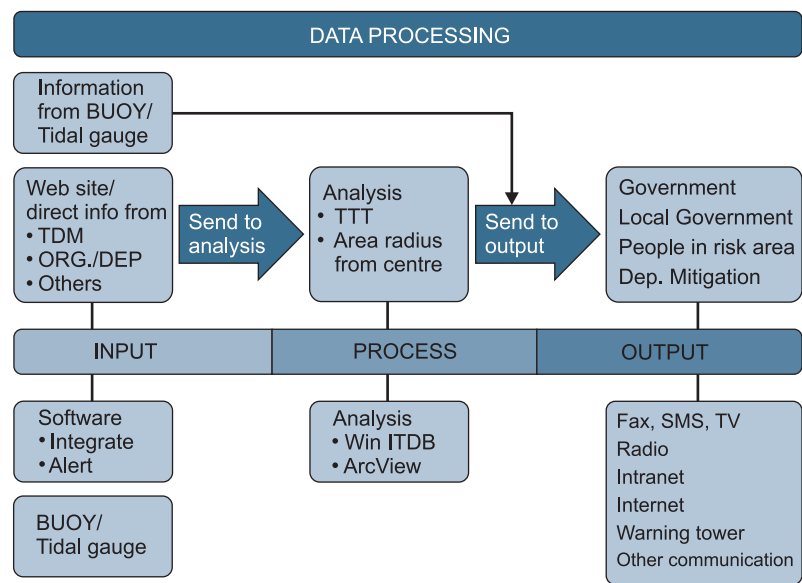 DATA PROCESSING
Information
from BUOY/
Tidal gauge
Web site/
direct info from
• TDM
• ORG./DEP
• Others
Send to
analysis
Analysis
• TTT
• Area radius
from centre
Send to
output
Government
Local Government
People in risk area
Dep. Mitigation
INPUT
PROCESS
OUTPUT
Software
• Integrate
• Alert
BUOY/
Tidal gauge
Analysis
• Win ITDB
• ArcView
Fax, SMS, TV
Radio
Intranet
Internet
Warning tower
Other communication